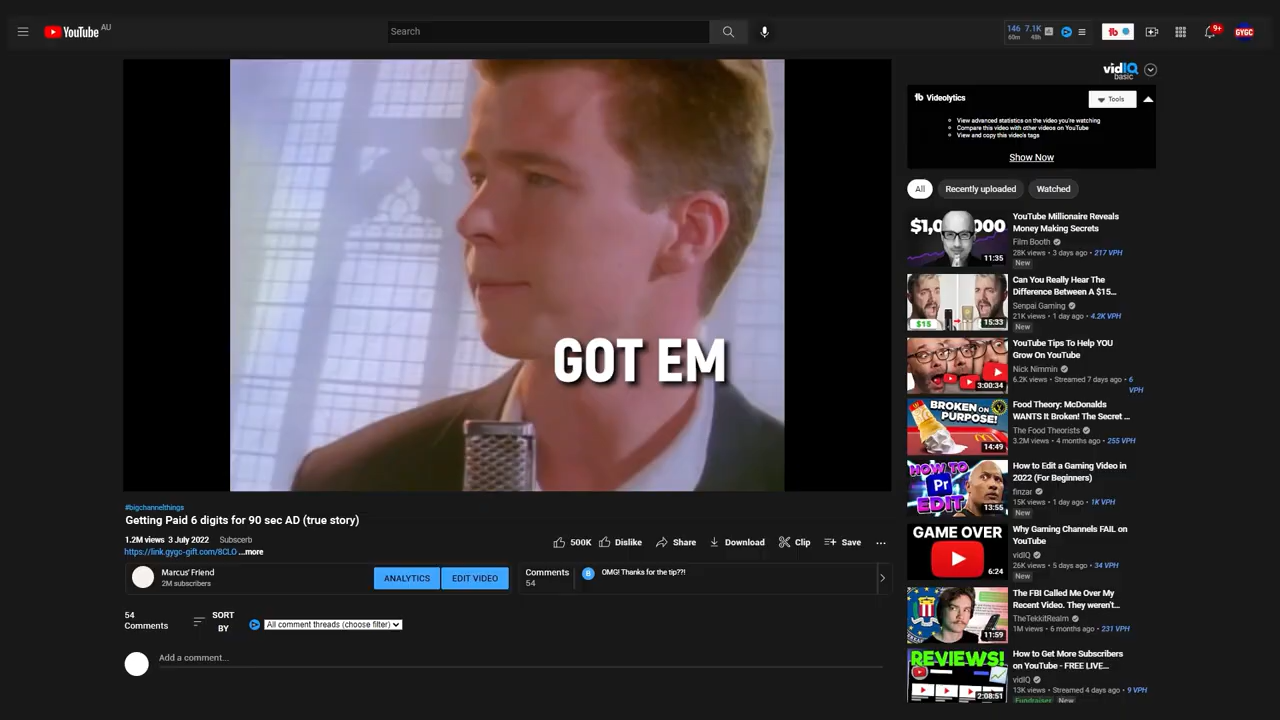 YouTube AU
Search
146 7.1K
60m 48h
9+
GYGC
GOT EM
#bigchannelthings
Getting Paid 6 digits for 90 sec AD (true story)
1.2M views 3 July 2022 Subscerb
https://link.gygc-gift.com/8CLO ...more
500K
Dislike
Share
Download
Clip
Save
Marcus' Friend
2M subscribers
ANALYTICS
EDIT VIDEO
Comments
54
B
OMG! Thanks for the tip??!
54
Comments
SORT
BY
All comment threads (choose filter)
Add a comment...
vidIQ
basic
Videolytics
Tools
View advanced statistics on the video you're watching
Compare this video with other videos on YouTube
View and copy this video's tags
Show Now
All
Recently uploaded
Watched
11:35
YouTube Millionaire Reveals
Money Making Secrets
Film Booth
28K views • 3 days ago • 217 VPH
New
$15
15:33
Can You Really Hear The
Difference Between A $15...
Senpai Gaming
21K views • 1 day ago • 4.2K VPH
New
3:00:34
YouTube Tips To Help YOU
Grow On YouTube
Nick Nimmin
6.2K views • Streamed 7 days ago • 6
VPH
BROKEN ON
PURPOSE!
14:49
Food Theory: McDonalds
WANTS It Broken! The Secret ...
The Food Theorists
3.2M views • 4 months ago • 255 VPH
HOW TO
Pr
EDIT
13:55
How to Edit a Gaming Video in
2022 (For Beginners)
finzar
15K views • 1 day ago • 1K VPH
New
GAME OVER
6:24
Why Gaming Channels FAIL on
YouTube
vidIQ
26K views • 5 days ago • 34 VPH
New
11:59
The FBI Called Me Over My
Recent Video. They weren't...
TheTekkitRealm
1M views • 6 months ago • 231 VPH
REVIEWS!
2:08:51
How to Get More Subscribers
on YouTube - FREE LIVE...
vidIQ
13K views • Streamed 4 days ago • 9 VPH
Fundraiser New